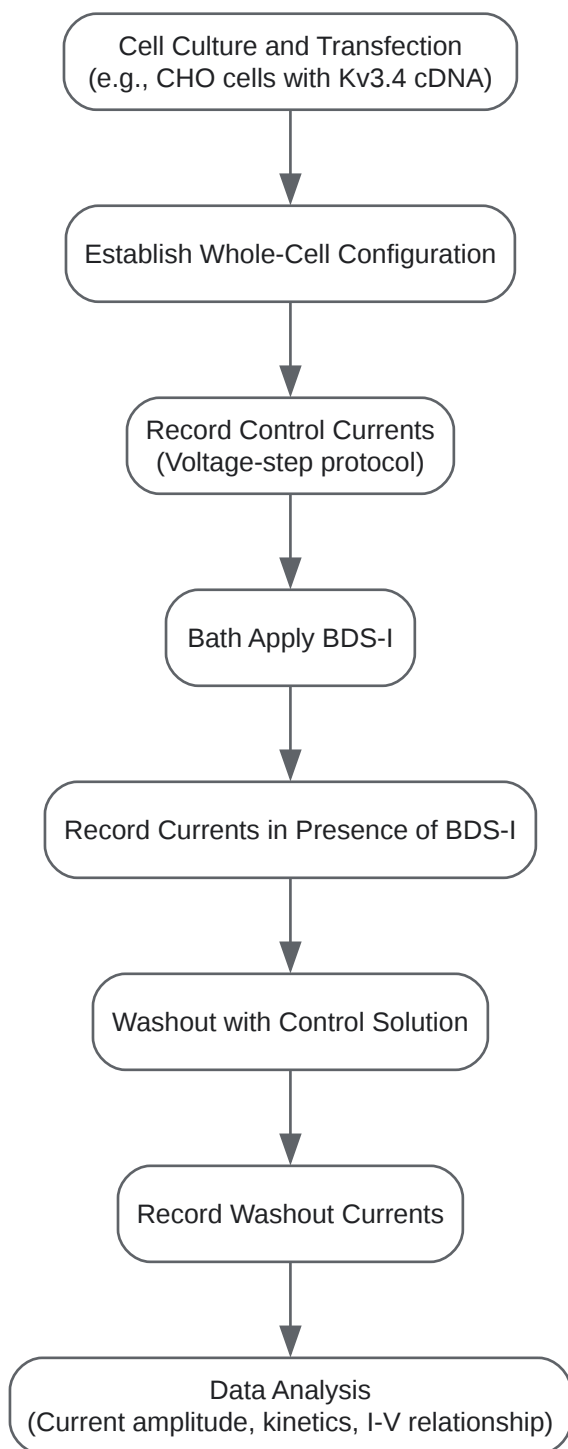 Cell Culture and Transfection
(e.g., CHO cells with Kv3.4 cDNA)
Establish Whole-Cell Configuration
Record Control Currents
(Voltage-step protocol)
Bath Apply BDS-I
Record Currents in Presence of BDS-I
Washout with Control Solution
Record Washout Currents
Data Analysis
(Current amplitude, kinetics, I-V relationship)